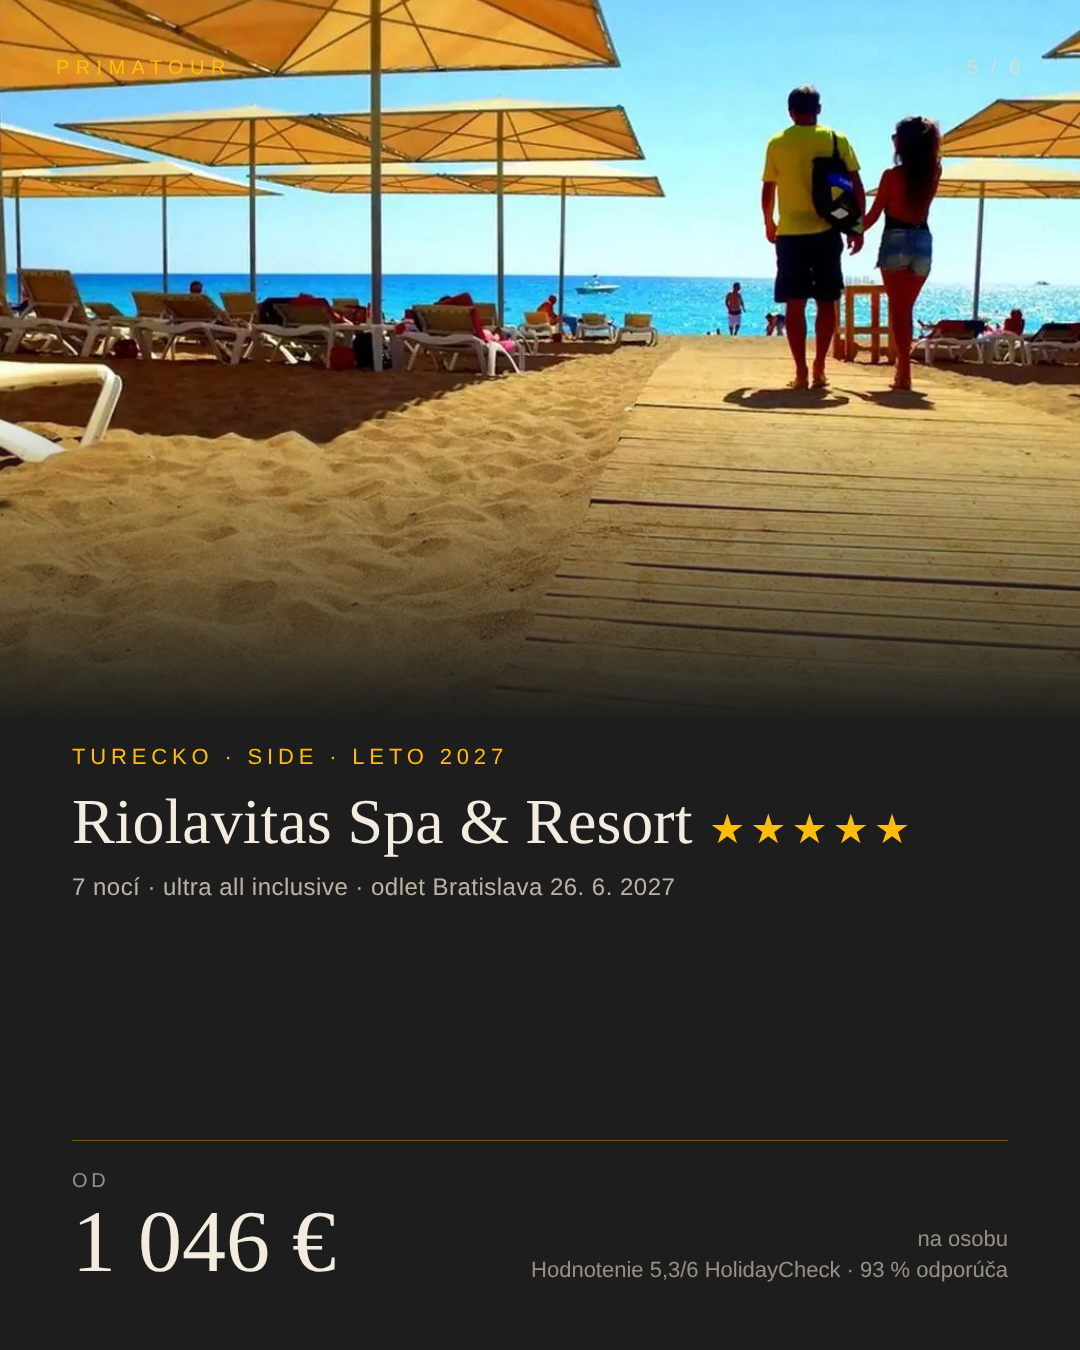 PRIMATOUR
5 / 6
TURECKO · SIDE · LETO 2027
Riolavitas Spa & Resort ★★★★★
7 nocí · ultra all inclusive · odlet Bratislava 26. 6. 2027
OD
1 046 €
na osobu
Hodnotenie 5,3/6 HolidayCheck · 93 % odporúča